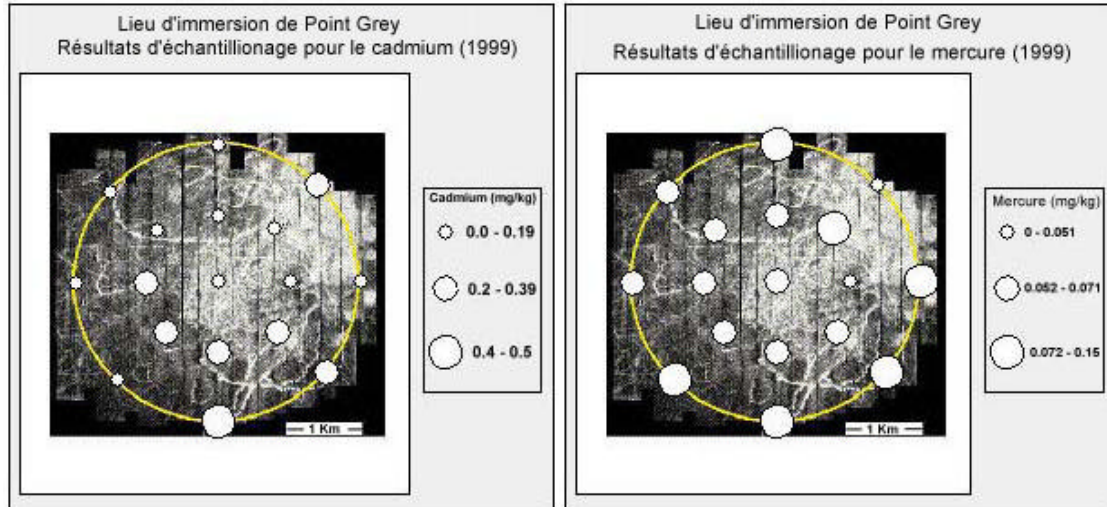 Lieu d'immersion de Point Grey
Résultats d'échantillionage pour le cadmium (1999)
Cadmium (mg/kg)
0.0 - 0.19
0.2 - 0.39
0.4 - 0.5
1 Km
Lieu d'immersion de Point Grey
Résultats d'échantillionage pour le mercure (1999)
Mercure (mg/kg)
0 - 0.051
0.052 - 0.071
0.072 - 0.15
1 Km